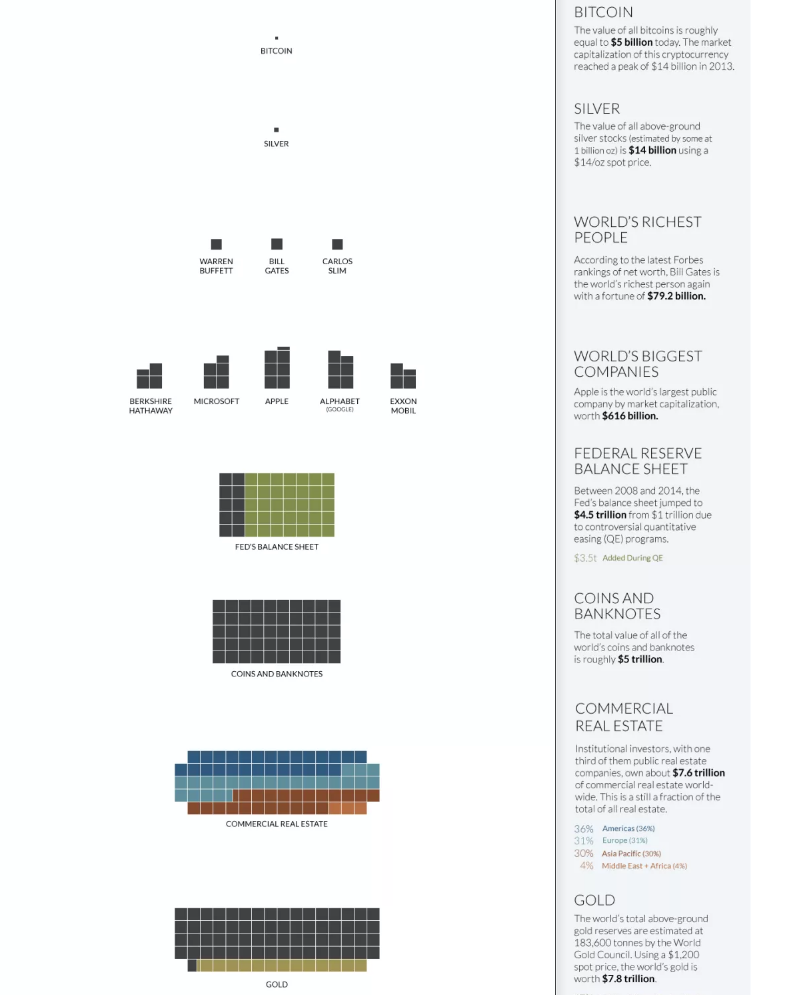 BITCOIN
SILVER
WARREN
BUFFETT
BILL
GATES
CARLOS
SLIM
BERKSHIRE
HATHAWAY
MICROSOFT
APPLE
ALPHABET
(GOOGLE)
EXXON
MOBIL
FED'S BALANCE SHEET
COINS AND BANKNOTES
COMMERCIAL REAL ESTATE
GOLD
BITCOIN
The value of all bitcoins is roughly
equal to $5 billion today. The market
capitalization of this cryptocurrency
reached a peak of $14 billion in 2013.
SILVER
The value of all above-ground
silver stocks (estimated by some at
1 billion oz) is $14 billion using a
$14/oz spot price.
WORLD'S RICHEST
PEOPLE
According to the latest Forbes
rankings of net worth, Bill Gates is
the world's richest person again
with a fortune of $79.2 billion.
WORLD'S BIGGEST
COMPANIES
Apple is the world's largest public
company by market capitalization,
worth $616 billion.
FEDERAL RESERVE
BALANCE SHEET
Between 2008 and 2014, the
Fed's balance sheet jumped to
$4.5 trillion from $1 trillion due
to controversial quantitative
easing (QE) programs.
$3.5t Added During QE
COINS AND
BANKNOTES
The total value of all of the
world's coins and banknotes
is roughly $5 trillion.
COMMERCIAL
REAL ESTATE
Institutional investors, with one
third of them public real estate
companies, own about $7.6 trillion
of commercial real estate world-
wide. This is a still a fraction of the
total of all real estate.
36% Americas (36%)
31% Europe (31%)
30% Asia Pacific (30%)
4% Middle East + Africa (4%)
GOLD
The world's total above-ground
gold reserves are estimated at
183,600 tonnes by the World
Gold Council. Using a $1,200
spot price, the world's gold is
worth $7.8 trillion.